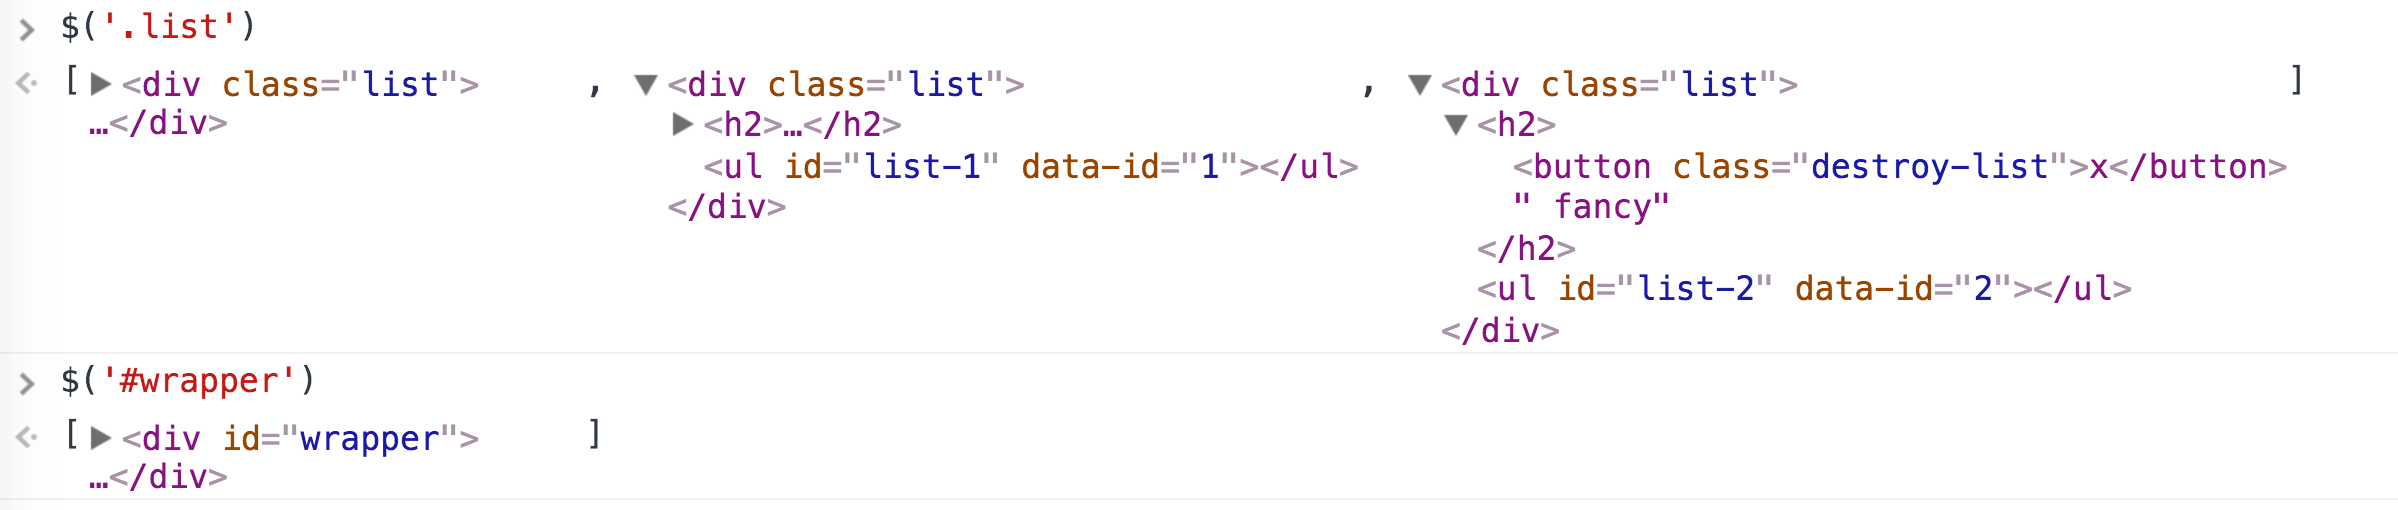 $('.list')
[ <div class="list"> , <div class="list"> , <div class="list"> ]
…</div> <h2>…</h2> <h2>
<ul id="list-1" data-id="1"></ul> <button class="destroy-list">x</button>
</div> " fancy"
</h2>
<ul id="list-2" data-id="2"></ul>
</div>
$('#wrapper')
[ <div id="wrapper"> ]
…</div>